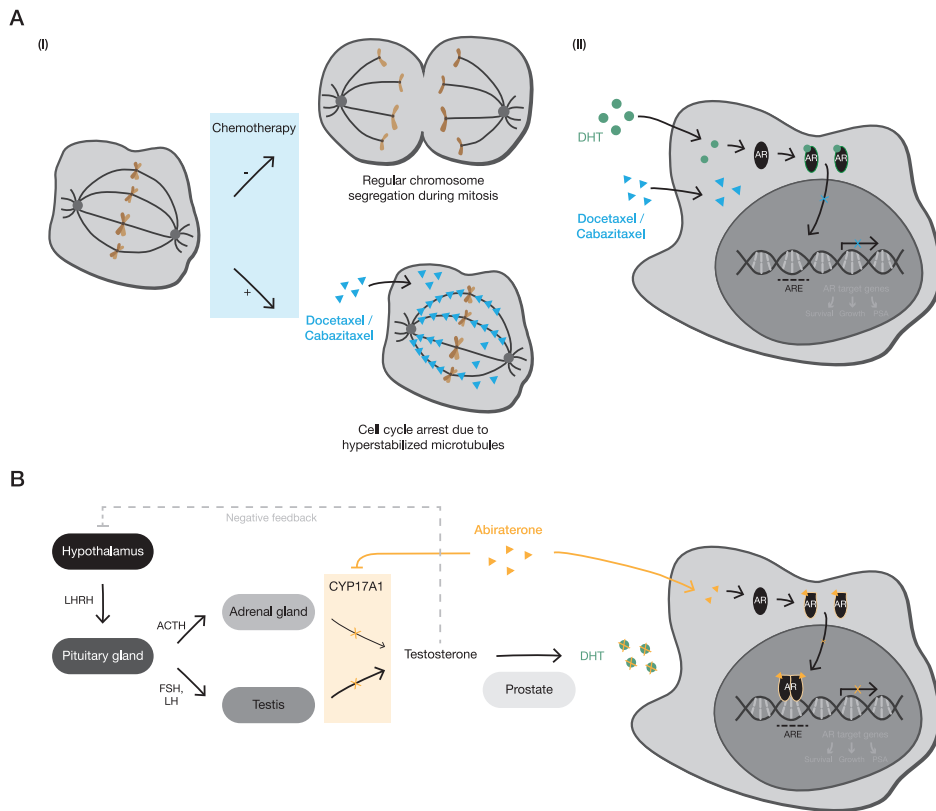 A
(I)
(II)
Chemotherapy
-
+
Regular chromosome
segregation during mitosis
Docetaxel /
Cabazitaxel
Cell cycle arrest due to
hyperstabilized microtubules
DHT
Docetaxel /
Cabazitaxel
AR
AR
AR
ARE
AR target genes
Survival Growth PSA
B
Negative feedback
Hypothalamus
LHRH
Pituitary gland
ACTH
FSH,
LH
Adrenal gland
Testis
CYP17A1
Testosterone
Abiraterone
Prostate
DHT
AR
AR
AR
AR
ARE
AR target genes
Survival Growth PSA